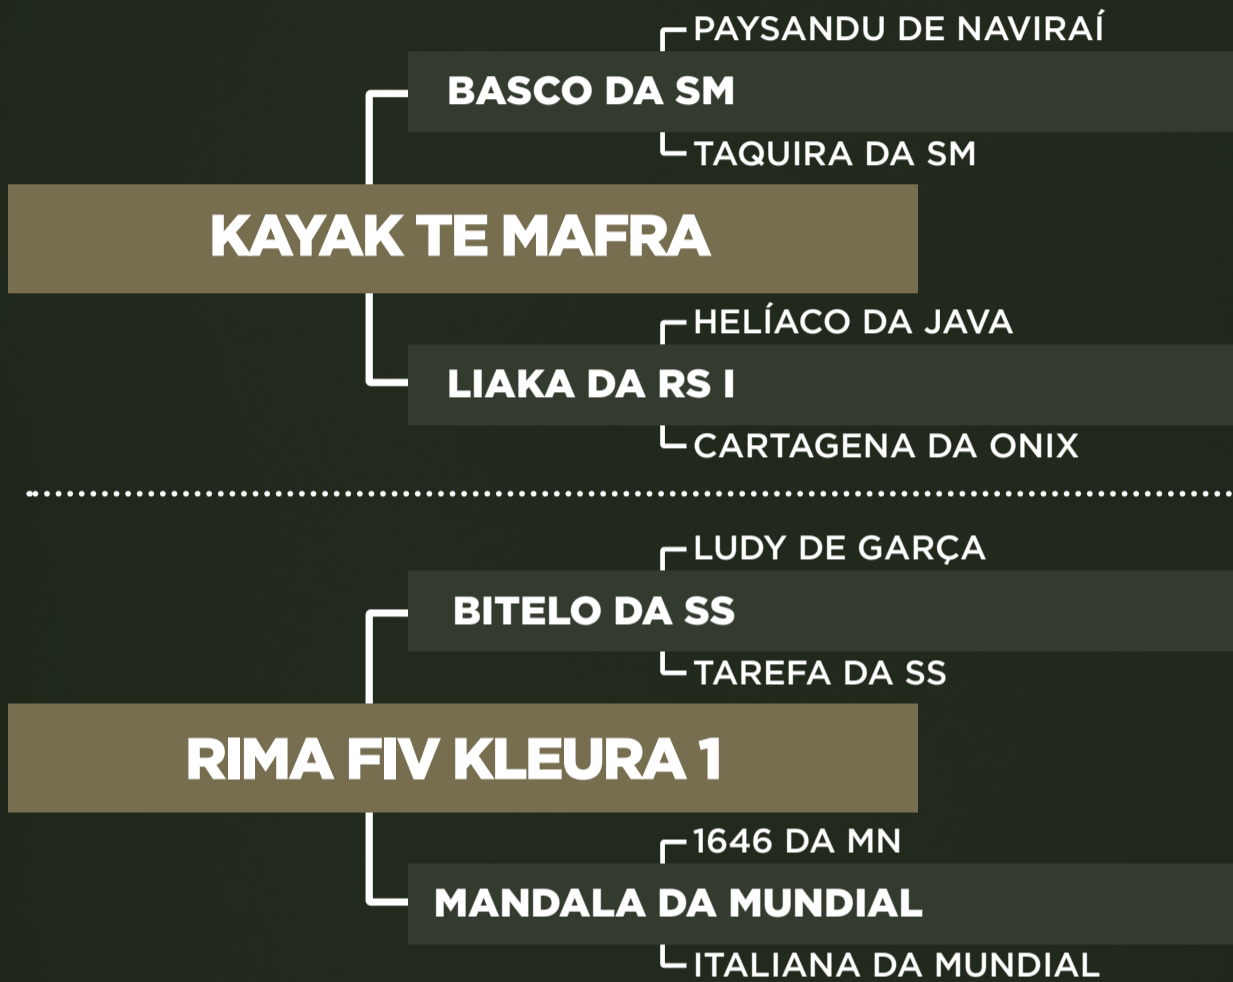 PAYSANDU DE NAVIRAÍ
BASCO DA SM
TAQUIRA DA SM
KAYAK TE MAFRA
HELÍACO DA JAVA
LIAKA DA RS I
CARTAGENA DA ONIX
LUDY DE GARÇA
BITELO DA SS
TAREFA DA SS
RIMA FIV KLEURA 1
1646 DA MN
MANDALA DA MUNDIAL
ITALIANA DA MUNDIAL